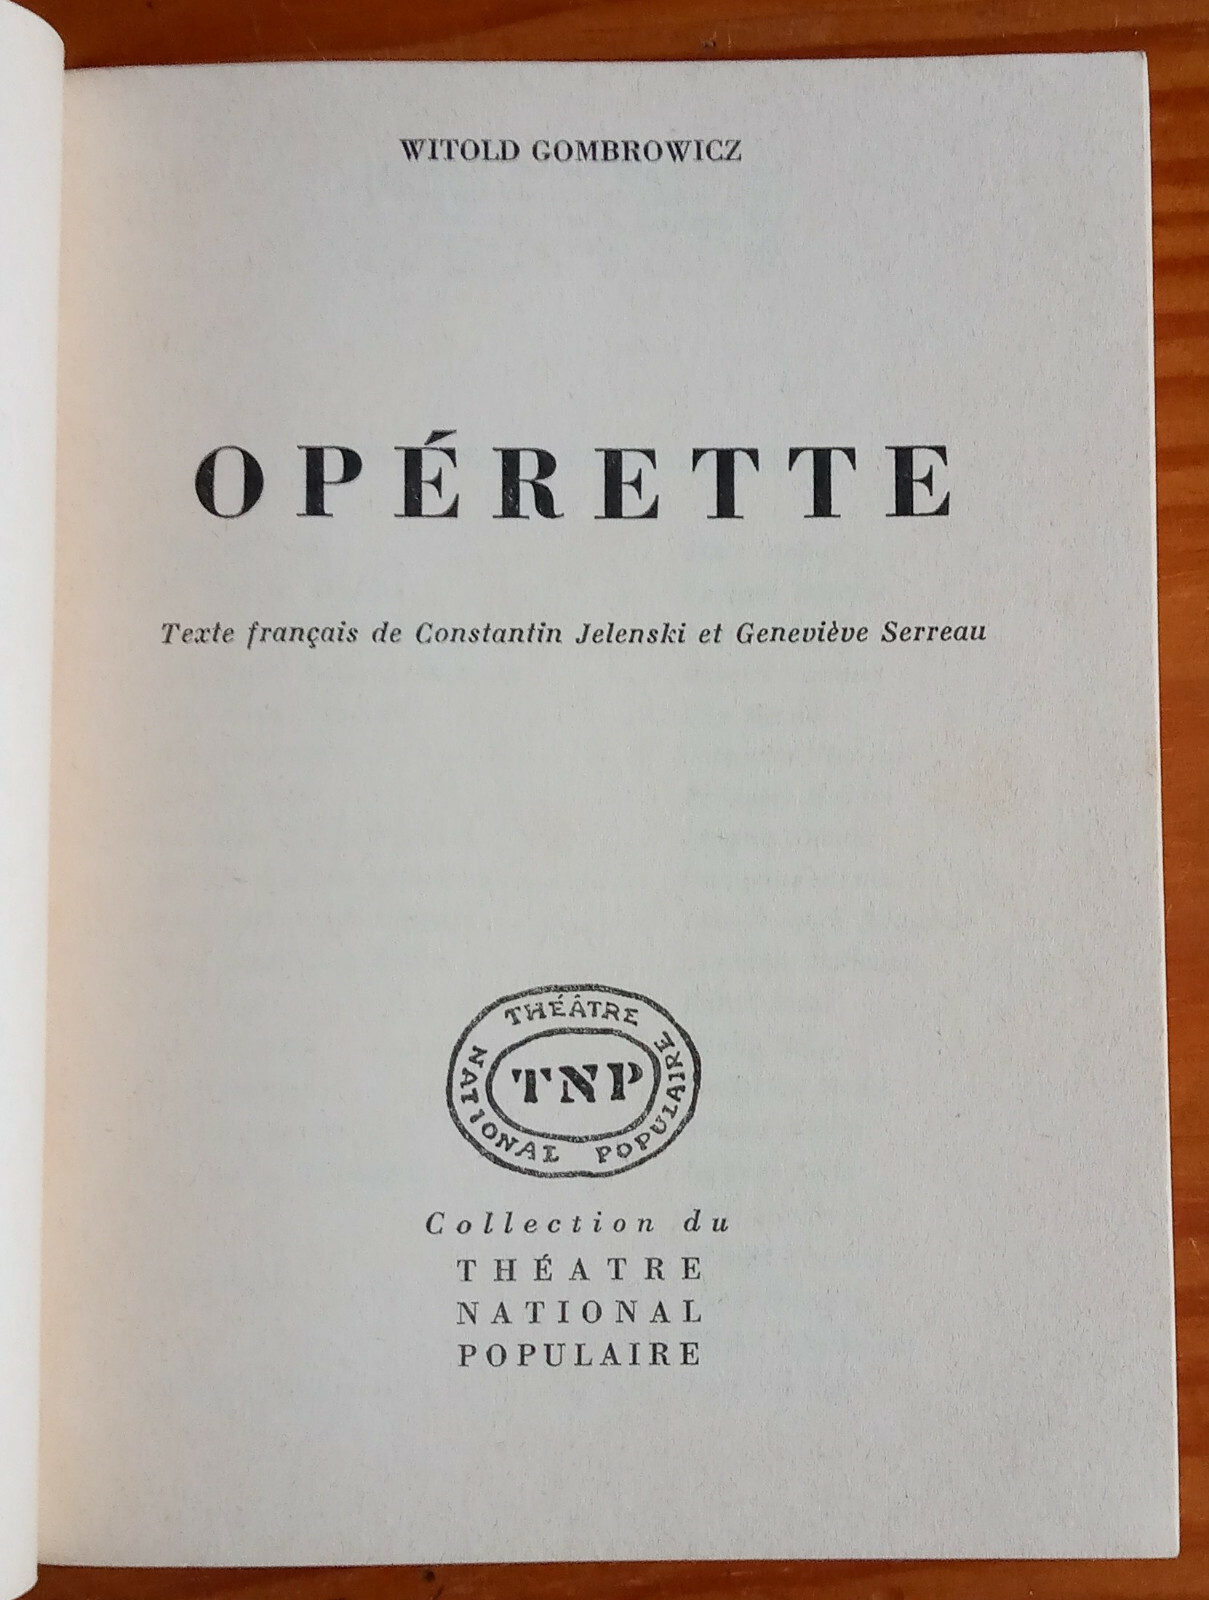 WITOLD GOMBROWICZ
OPÉRETTE
Texte français de Constantin Jelenski et Geneviève Serreau
THÉÂTRE
NATIONAL POPULAIRE
TNP
Collection du
THÉATRE
NATIONAL
POPULAIRE